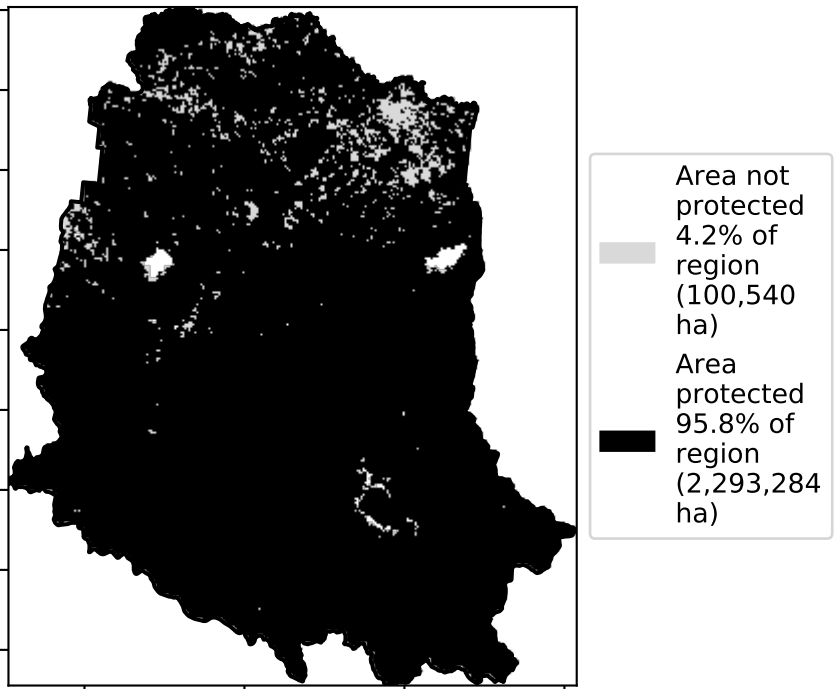 Area not
protected
4.2% of
region
(100,540
ha)
Area
protected
95.8% of
region
(2,293,284
ha)